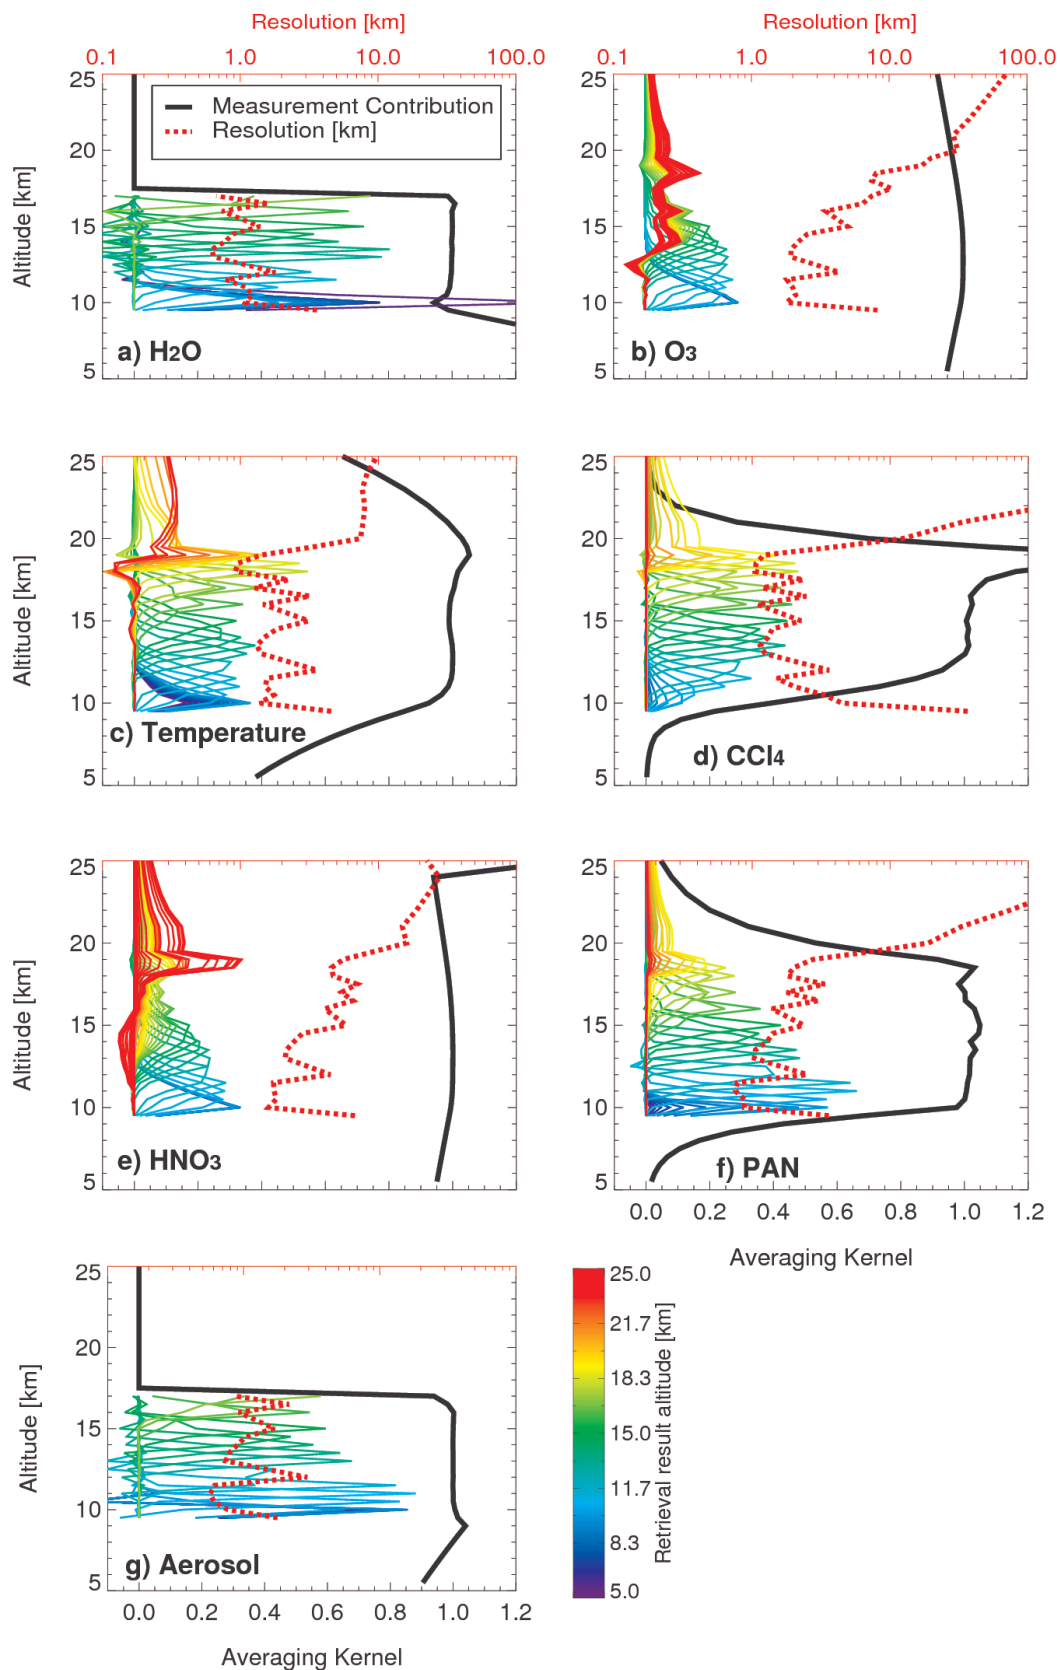 Resolution [km]
Resolution [km]
0.1 1.0 10.0 100.0
0.1 1.0 10.0 100.0
25
20
15
10
5
Altitude [km]
Measurement Contribution
Resolution [km]
a) H2O
25
20
15
10
5
Altitude [km]
b) O3
25
20
15
10
5
Altitude [km]
c) Temperature
25
20
15
10
5
Altitude [km]
d) CCl4
25
20
15
10
5
Altitude [km]
e) HNO3
25
20
15
10
5
Altitude [km]
f) PAN
0.0 0.2 0.4 0.6 0.8 1.0 1.2
Averaging Kernel
25
20
15
10
5
Altitude [km]
g) Aerosol
0.0 0.2 0.4 0.6 0.8 1.0 1.2
Averaging Kernel
25.0
21.7
18.3
15.0
11.7
8.3
5.0
Retrieval result altitude [km]